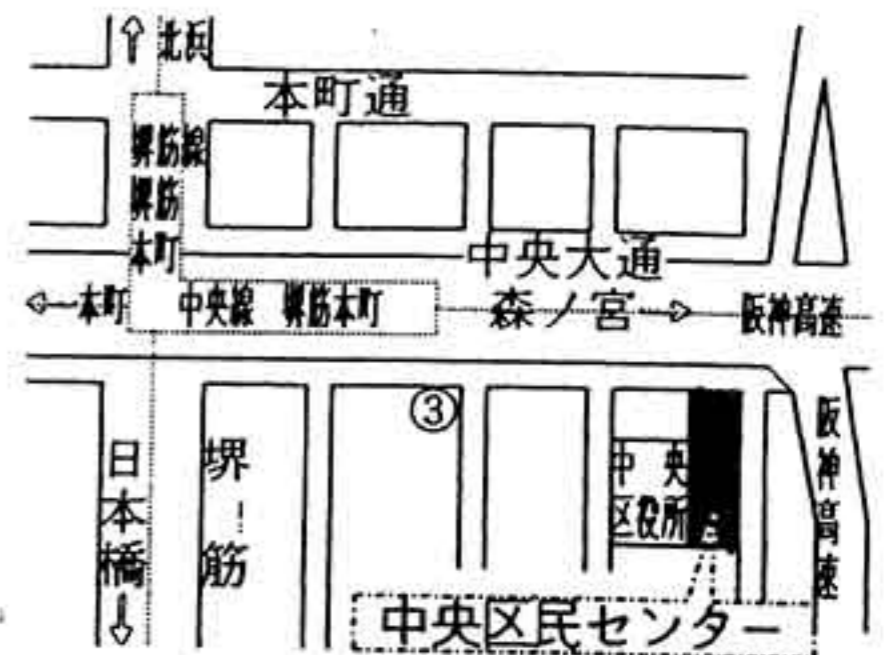 北浜
本町通
堺筋線
堺筋
本町
中央大通
本町
中央線 堺筋本町
森ノ宮
阪神高速
③
日本橋
堺筋
中央
区役所
阪神高速
中央区民センター